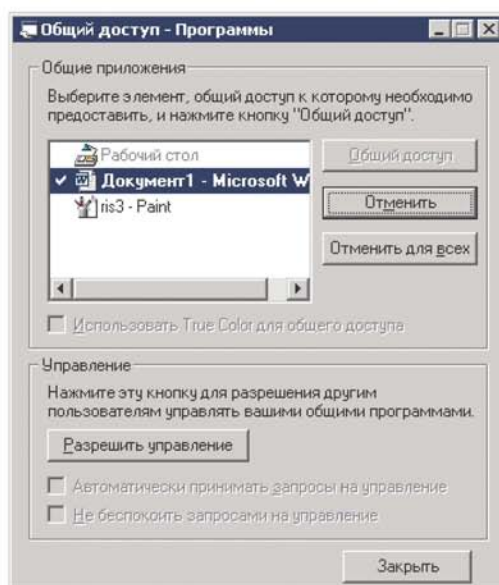 Общий доступ - Программы
Общие приложения
Выберите элемент, общий доступ к которому необходимо
предоставить, и нажмите кнопку "Общий доступ".
Рабочий стол
Общий доступ
Документ1 - Microsoft W
Отменить
ris3 - Paint
Отменить для всех
Использовать True Color для общего доступа
Управление
Нажмите эту кнопку для разрешения другим
пользователям управлять вашими общими программами.
Разрешить управление
Автоматически принимать запросы на управление
Не беспокоить запросами на управление
Закрыть